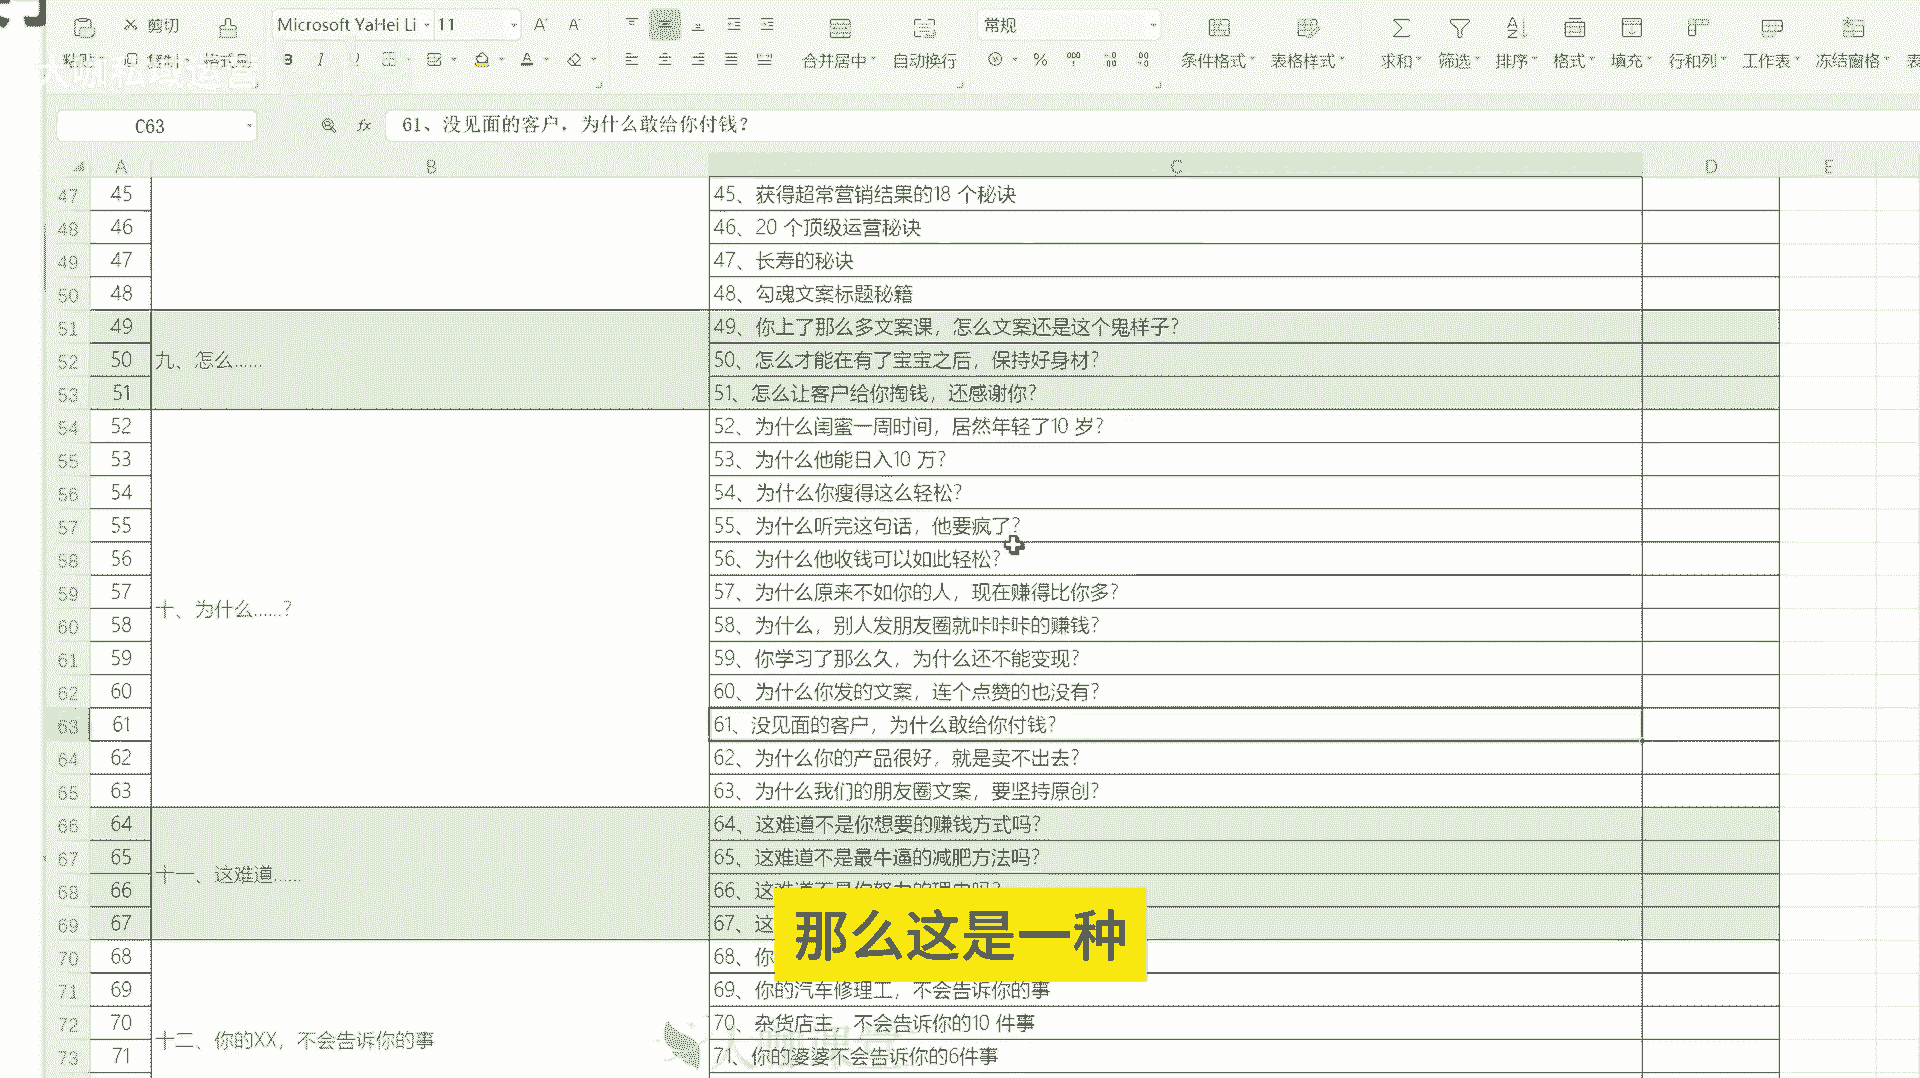 剪切 Microsoft YaHei Li 11 A A 常规
B I U A 合并居中 自动换行 % 条件格式 表格样式 求和 筛选 排序 格式 填充 行和列 工作表 冻结窗格
C63 fx 61、没见面的客户，为什么敢给你付钱？
A B C D E
47 45 45、获得超常营销结果的18 个秘诀
48 46 46、20 个顶级运营秘诀
49 47 47、长寿的秘诀
50 48 48、勾魂文案标题秘籍
51 49 49、你上了那么多文案课，怎么文案还是这个鬼样子？
52 50 九、怎么…… 50、怎么才能在有了宝宝之后，保持好身材？
53 51 51、怎么让客户给你掏钱，还感谢你？
54 52 52、为什么闺蜜一周时间，居然年轻了10 岁？
55 53 53、为什么他能日入10 万？
56 54 54、为什么你瘦得这么轻松？
57 55 55、为什么听完这句话，他要疯了？
58 56 56、为什么他收钱可以如此轻松？
59 57 57、为什么原来不如你的人，现在赚得比你多？
十、为什么……？
60 58 58、为什么，别人发朋友圈就咔咔咔的赚钱？
61 59 59、你学习了那么久，为什么还不能变现？
62 60 60、为什么你发的文案，连个点赞的也没有？
63 61 61、没见面的客户，为什么敢给你付钱？
64 62 62、为什么你的产品很好，就是卖不出去？
65 63 63、为什么我们的朋友圈文案，要坚持原创？
66 64 64、这难道不是你想要的赚钱方式吗？
67 65 65、这难道不是最牛逼的减肥方法吗？
十一、这难道……
68 66 66、这难道不是你努力的理由吗？
69 67 67、这
那么这是一种
70 68 68、你
71 69 69、你的汽车修理工，不会告诉你的事
72 70 70、杂货店主，不会告诉你的10 件事
十二、你的XX，不会告诉你的事
73 71 71、你的婆婆不会告诉你的6件事